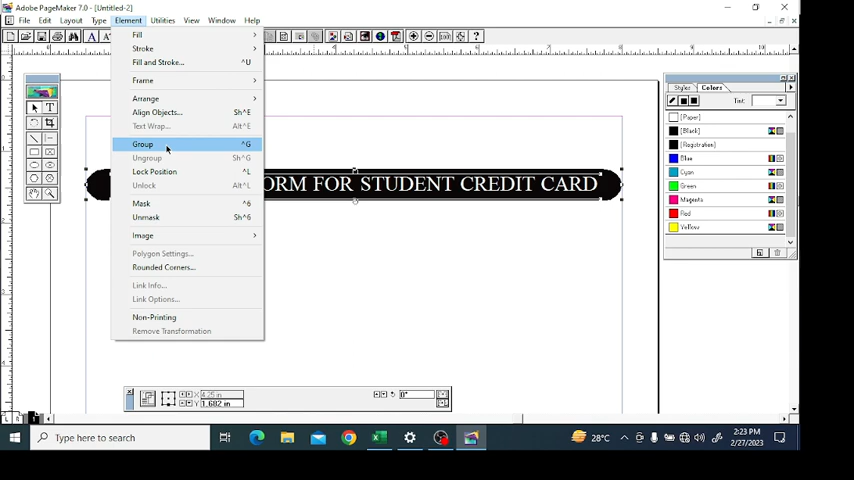 Adobe PageMaker 7.0 - [Untitled-2]
File Edit Layout Type Element Utilities View Window Help
Fill
Stroke
Fill and Stroke... ^U
Frame
Arrange
Align Objects... Sh^E
Text Wrap... Alt^E
Group ^G
Ungroup Sh^G
Lock Position ^L
Unlock Alt^L
Mask ^6
Unmask Sh^6
Image
Polygon Settings...
Rounded Corners...
Link Info...
Link Options...
Non-Printing
Remove Transformation
ORM FOR STUDENT CREDIT CARD
Styles Colors
Tint:
[Paper]
[Black]
[Registration]
Blue
Cyan
Green
Magenta
Red
Yellow
X 4.25 in 0°
Y 1.682 in
Type here to search
28°C
2:23 PM
2/27/2023